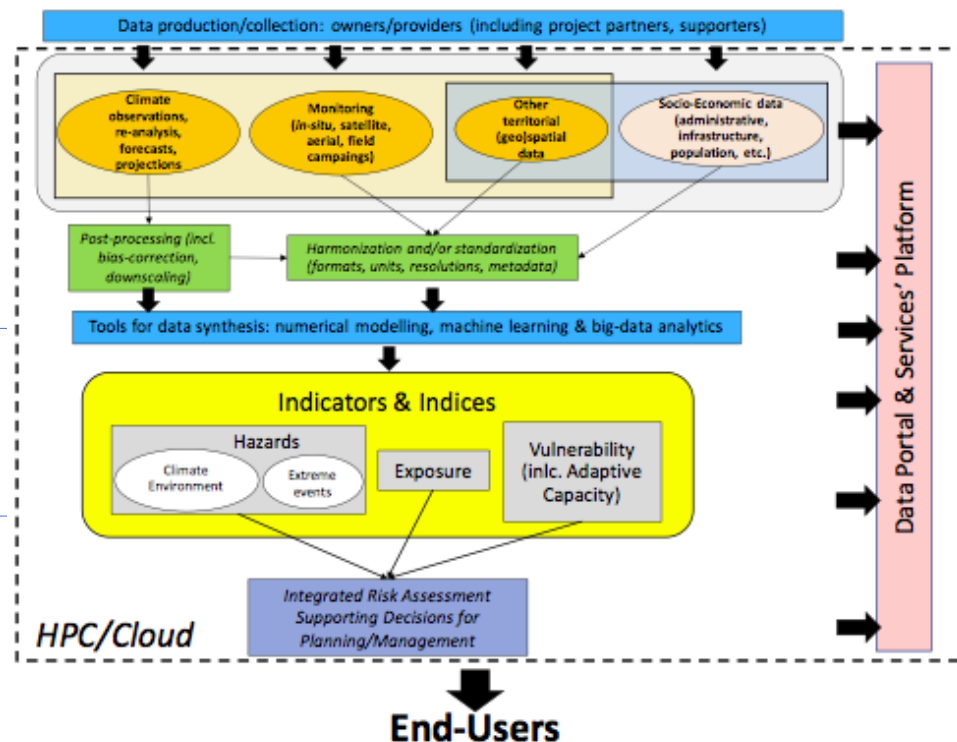 Data production/collection: owners/providers (including project partners, supporters)
Climate
observations,
re-analysis,
forecasts,
projections
Monitoring
(in-situ, satellite,
aerial, field
campaings)
Other
territorial
(geo)spatial
data
Socio-Economic data
(administrative,
infrastructure,
population, etc.)
Post-processing (incl.
bias-correction,
downscaling)
Harmonization and/or standardization
(formats, units, resolutions, metadata)
Tools for data synthesis: numerical modelling, machine learning & big-data analytics
Indicators & Indices
Hazards
Climate
Environment
Extreme
events
Exposure
Vulnerability
(inlc. Adaptive
Capacity)
Integrated Risk Assessment
Supporting Decisions for
Planning/Management
HPC/Cloud
Data Portal & Services' Platform
End-Users